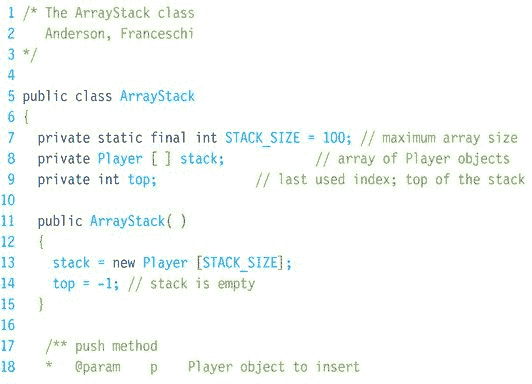 1 /* The ArrayStack class
2    Anderson, Franceschi
3 */
4
5 public class ArrayStack
6 {
7   private static final int STACK_SIZE = 100; // maximum array size
8   private Player [ ] stack;            // array of Player objects
9   private int top;                // last used index; top of the stack
10
11   public ArrayStack( )
12   {
13     stack = new Player [STACK_SIZE];
14     top = -1; // stack is empty
15   }
16
17    /** push method
18    *   @param    p    Player object to insert